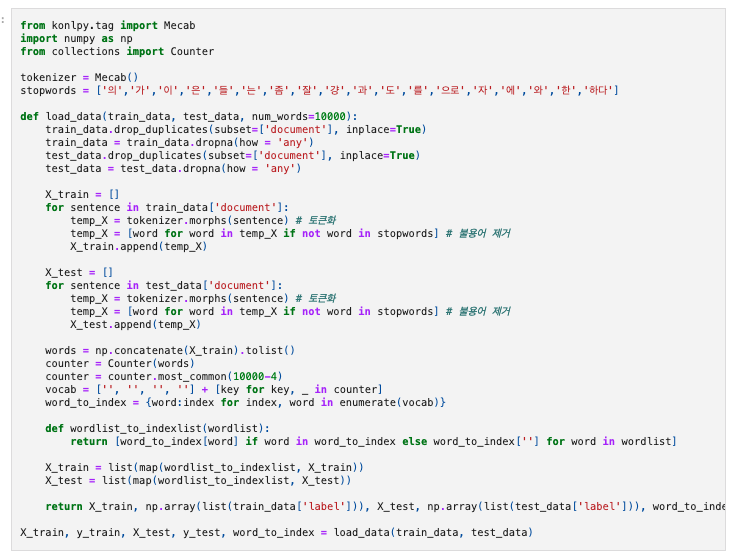 :
from konlpy.tag import Mecab
import numpy as np
from collections import Counter

tokenizer = Mecab()
stopwords = ['의','가','이','은','들','는','좀','잘','걍','과','도','를','으로','자','에','와','한','하다']

def load_data(train_data, test_data, num_words=10000):
    train_data.drop_duplicates(subset=['document'], inplace=True)
    train_data = train_data.dropna(how = 'any')
    test_data.drop_duplicates(subset=['document'], inplace=True)
    test_data = test_data.dropna(how = 'any')

    X_train = []
    for sentence in train_data['document']:
        temp_X = tokenizer.morphs(sentence) # 토큰화
        temp_X = [word for word in temp_X if not word in stopwords] # 불용어 제거
        X_train.append(temp_X)

    X_test = []
    for sentence in test_data['document']:
        temp_X = tokenizer.morphs(sentence) # 토큰화
        temp_X = [word for word in temp_X if not word in stopwords] # 불용어 제거
        X_test.append(temp_X)

    words = np.concatenate(X_train).tolist()
    counter = Counter(words)
    counter = counter.most_common(10000-4)
    vocab = ['', '', '', ''] + [key for key, _ in counter]
    word_to_index = {word:index for index, word in enumerate(vocab)}

    def wordlist_to_indexlist(wordlist):
        return [word_to_index[word] if word in word_to_index else word_to_index[''] for word in wordlist]

    X_train = list(map(wordlist_to_indexlist, X_train))
    X_test = list(map(wordlist_to_indexlist, X_test))

    return X_train, np.array(list(train_data['label'])), X_test, np.array(list(test_data['label'])), word_to_inde

X_train, y_train, X_test, y_test, word_to_index = load_data(train_data, test_data)